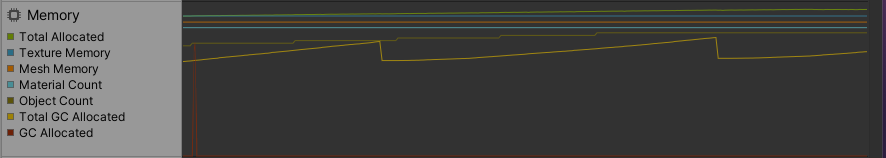 Memory
Total Allocated
Texture Memory
Mesh Memory
Material Count
Object Count
Total GC Allocated
GC Allocated